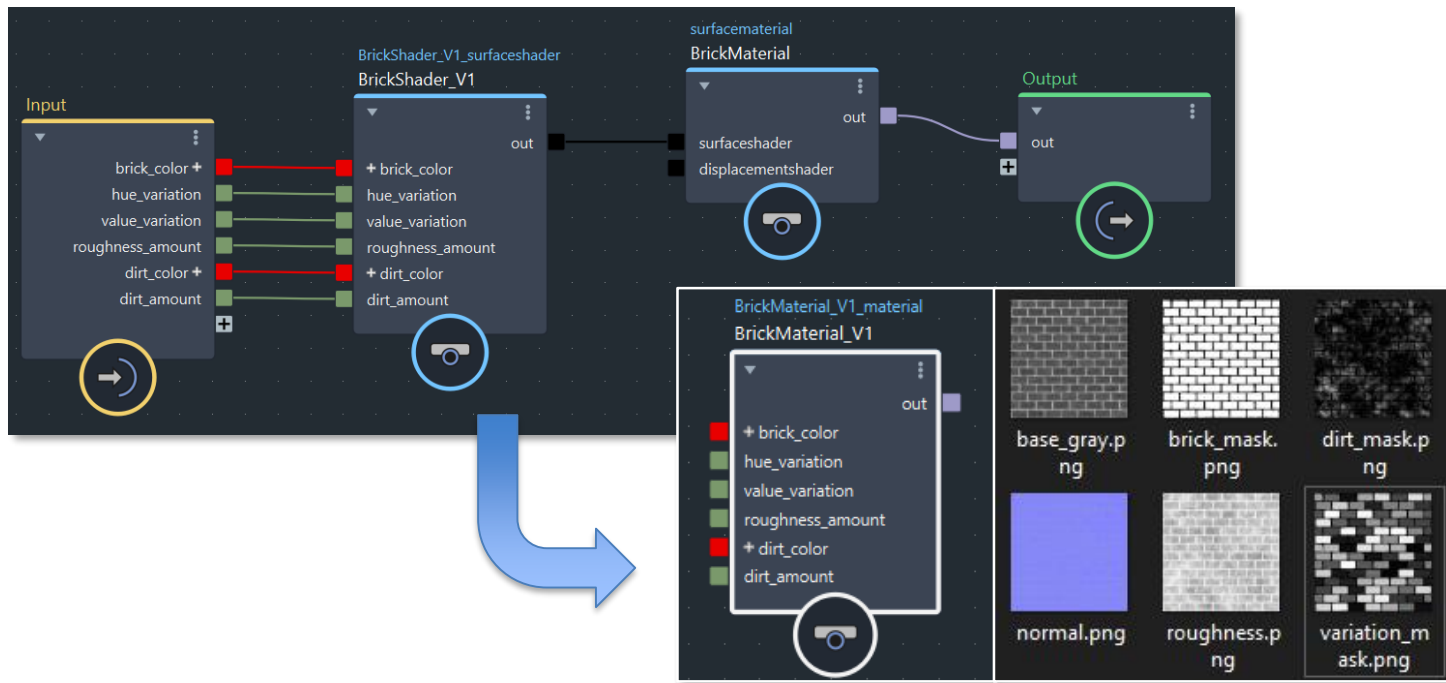 Input
brick_color +
hue_variation
value_variation
roughness_amount
dirt_color +
dirt_amount
BrickShader_V1_surfaceshader
BrickShader_V1
out
+ brick_color
hue_variation
value_variation
roughness_amount
+ dirt_color
dirt_amount
surfacematerial
BrickMaterial
out
surfaceshader
displacementshader
Output
out
BrickMaterial_V1_material
BrickMaterial_V1
out
+ brick_color
hue_variation
value_variation
roughness_amount
+ dirt_color
dirt_amount
base_gray.p
ng
brick_mask.
png
dirt_mask.p
ng
normal.png
roughness.p
ng
variation_m
ask.png